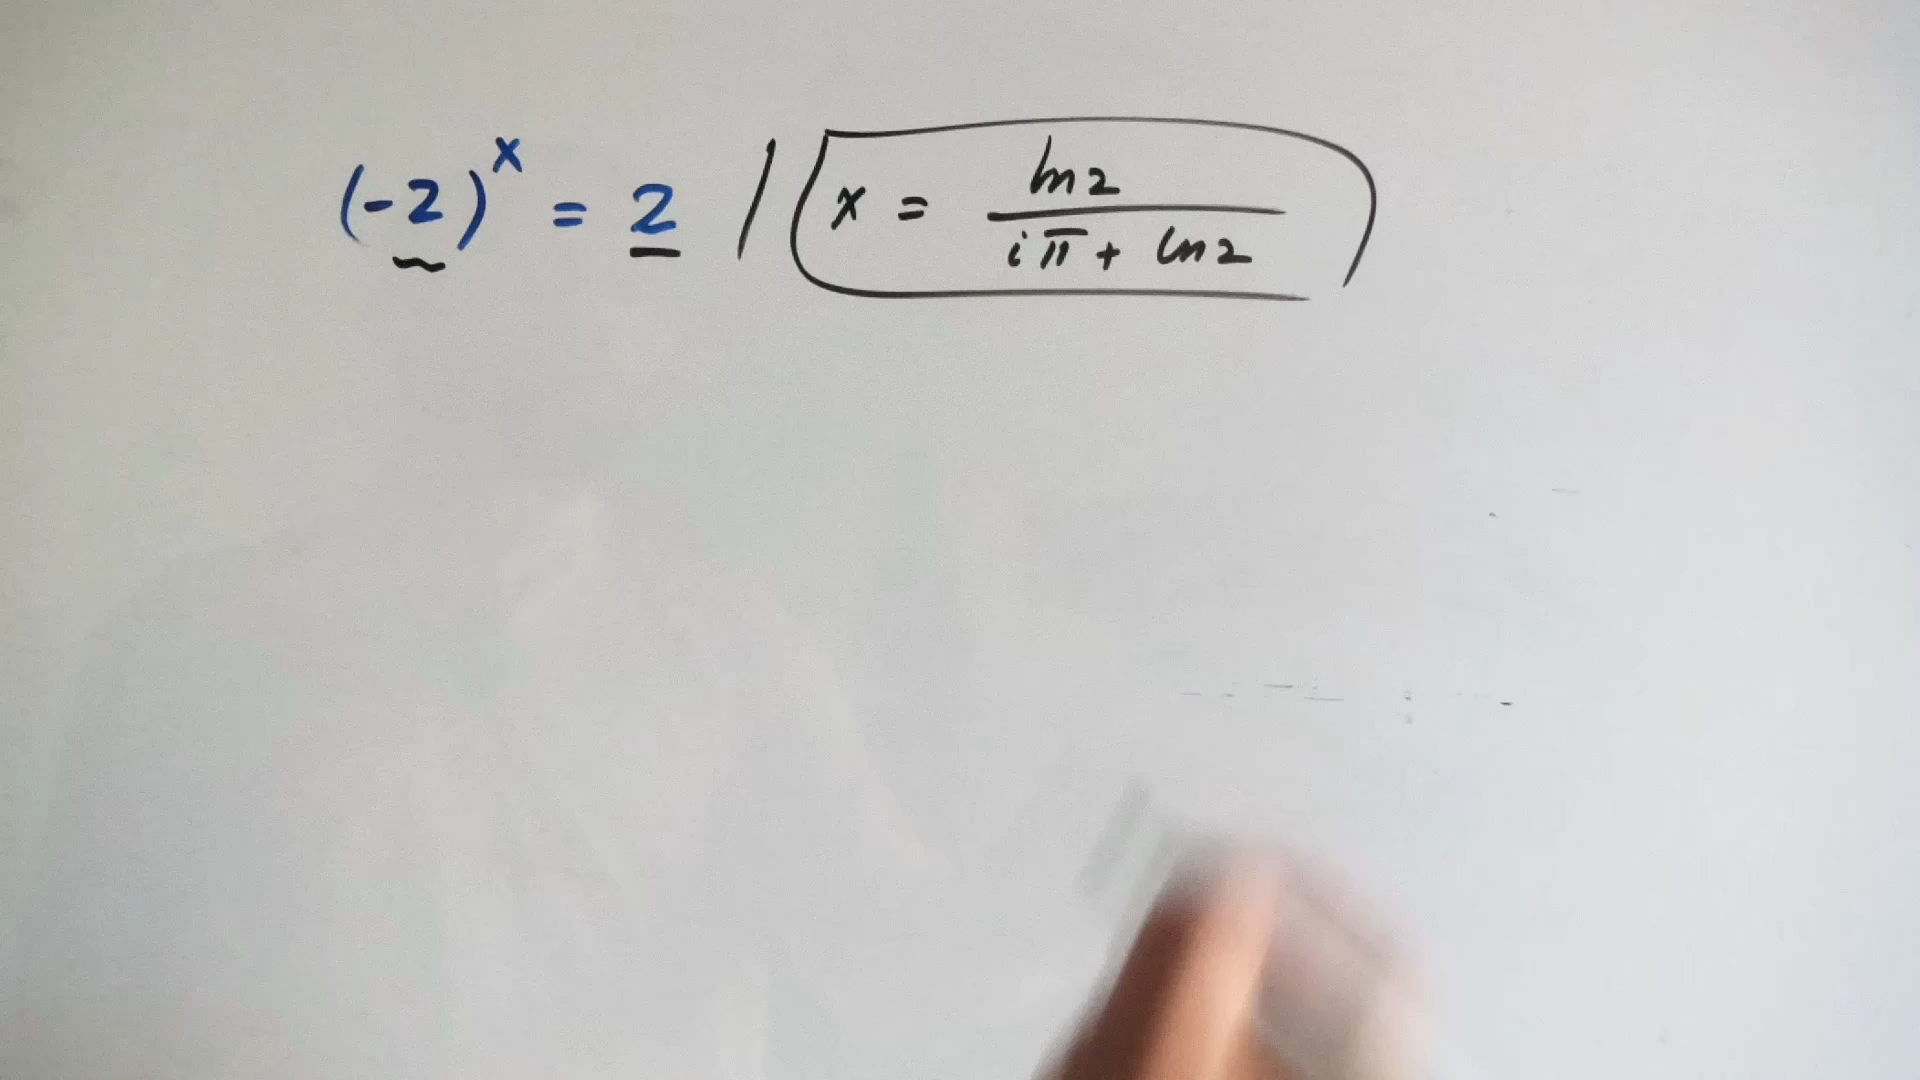 (-2)^x = 2 / x = ln2 / (iπ + ln2)